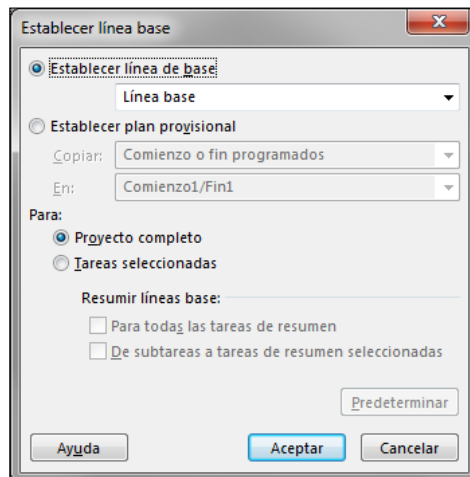 Establecer línea base
Establecer línea de base
Línea base
Establecer plan provisional
Copiar: Comienzo o fin programados
En: Comienzo1/Fin1
Para:
Proyecto completo
Tareas seleccionadas
Resumir líneas base:
Para todas las tareas de resumen
De subtareas a tareas de resumen seleccionadas
Predeterminar
Ayuda Aceptar Cancelar